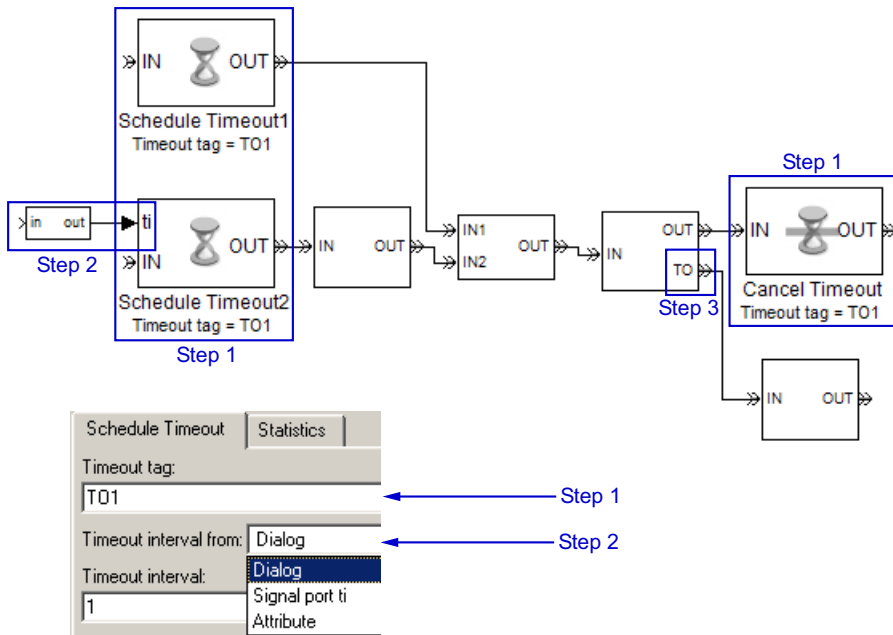 IN OUT
Schedule Timeout1
Timeout tag = TO1
Step 1
in out
ti
IN OUT
Step 2
Schedule Timeout2
Timeout tag = TO1
Step 1
IN OUT
IN1
IN2
OUT
IN
OUT
TO
Step 3
IN OUT
Cancel Timeout
Timeout tag = TO1
IN OUT
Schedule Timeout Statistics
Timeout tag:
TO1
Step 1
Timeout interval from: Dialog
Step 2
Dialog
Timeout interval:
Signal port ti
1
Attribute